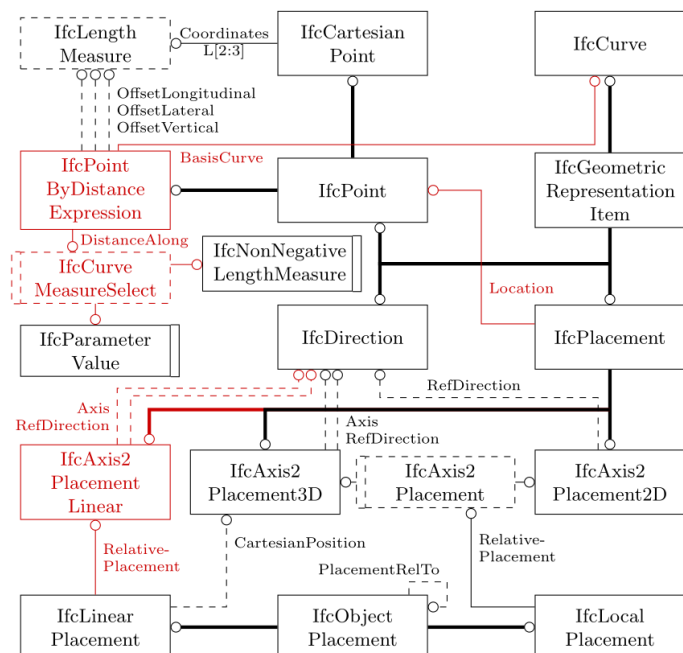 IfcLength
Measure
Coordinates
L[2:3]
IfcCartesian
Point
IfcCurve
OffsetLongitudinal
OffsetLateral
OffsetVertical
IfcPoint
ByDistance
Expression
BasisCurve
IfcPoint
IfcGeometric
Representation
Item
DistanceAlong
IfcCurve
MeasureSelect
IfcNonNegative
LengthMeasure
Location
IfcParameter
Value
IfcDirection
IfcPlacement
Axis
RefDirection
Axis
RefDirection
RefDirection
IfcAxis2
Placement
Linear
IfcAxis2
Placement3D
IfcAxis2
Placement
IfcAxis2
Placement2D
Relative-
Placement
CartesianPosition
PlacementRelTo
Relative-
Placement
IfcLinear
Placement
IfcObject
Placement
IfcLocal
Placement